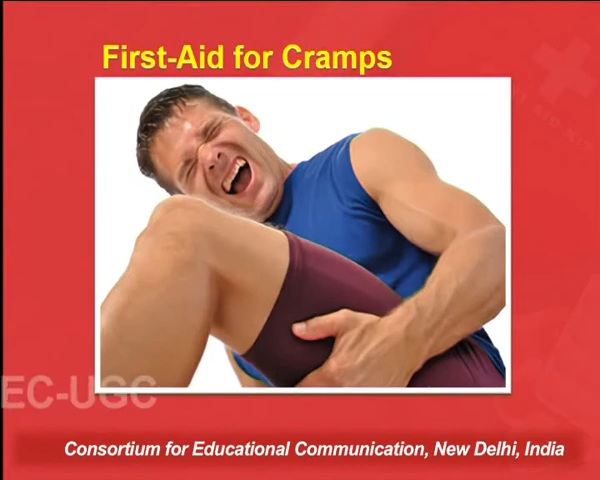 First-Aid for Cramps
EC-UGC
Consortium for Educational Communication, New Delhi, India